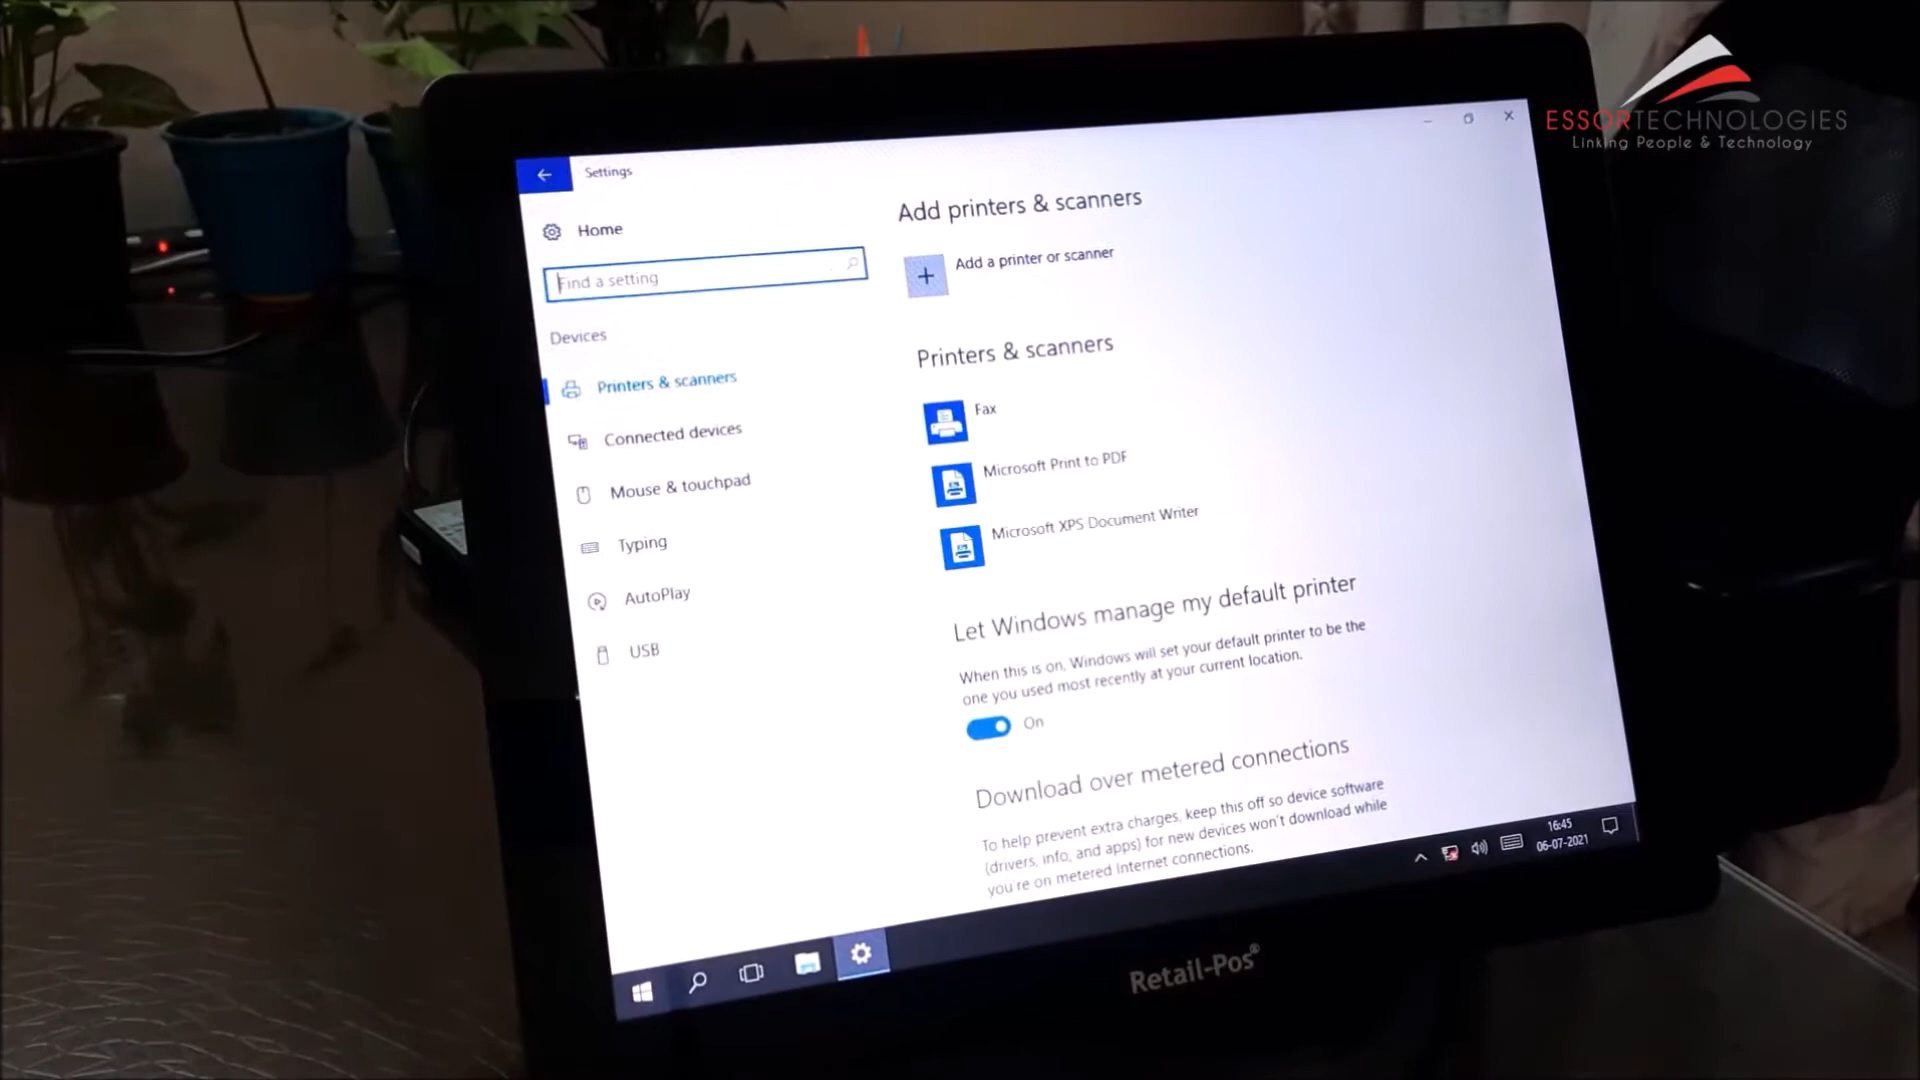 ESSORTECHNOLOGIES
Linking People & Technology
Settings
Home
Find a setting
Devices
Printers & scanners
Connected devices
Mouse & touchpad
Typing
AutoPlay
USB
Add printers & scanners
Add a printer or scanner
Printers & scanners
Fax
Microsoft Print to PDF
Microsoft XPS Document Writer
Let Windows manage my default printer
When this is on, Windows will set your default printer to be the
one you used most recently at your current location.
On
Download over metered connections
To help prevent extra charges, keep this off so device software
(drivers, info, and apps) for new devices won't download while
you're on metered Internet connections.
16:45
06-07-2021
Retail-Pos®